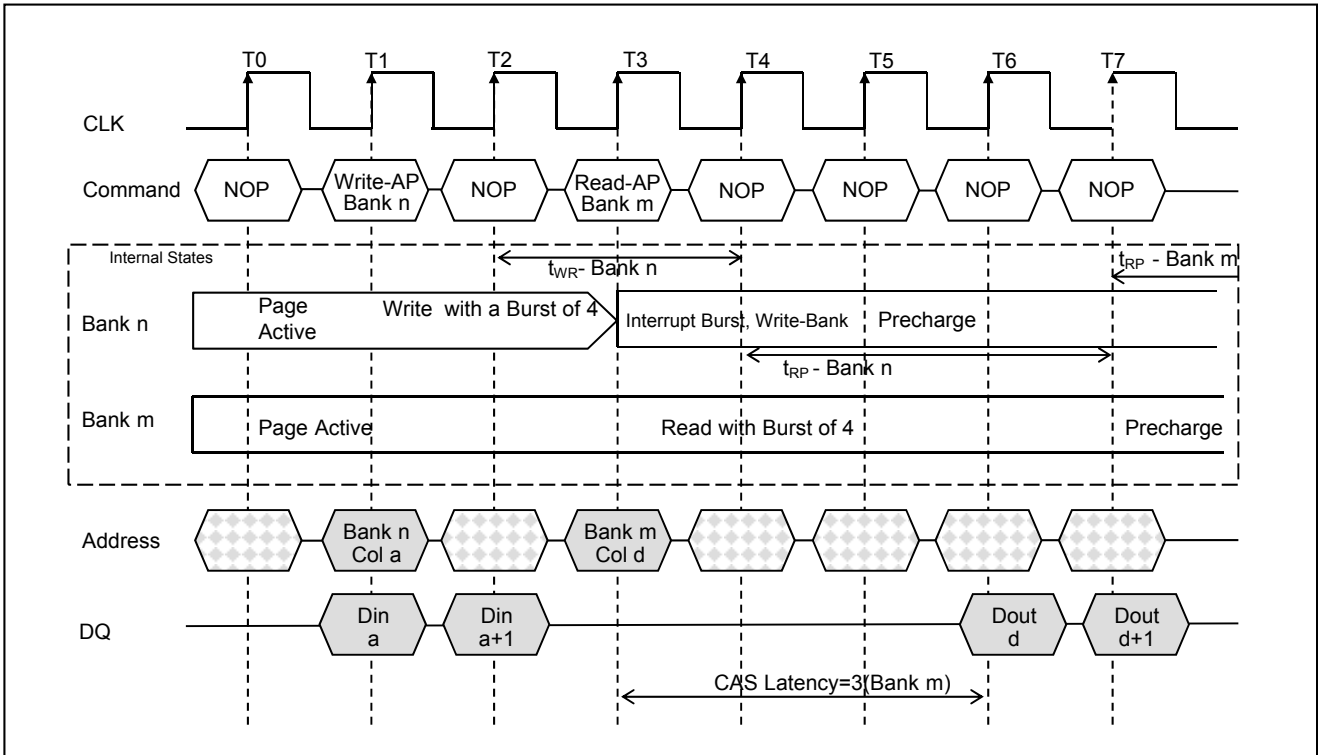 T0 T1 T2 T3 T4 T5 T6 T7
CLK
Command
NOP
Write-AP
Bank n
NOP
Read-AP
Bank m
NOP
NOP
NOP
NOP
Internal States
tWR- Bank n
tRP - Bank m
Bank n
Page
Active
Write with a Burst of 4
Interrupt Burst, Write-Bank
Precharge
tRP - Bank n
Bank m
Page Active
Read with Burst of 4
Precharge
Address
Bank n
Col a
Bank m
Col d
DQ
Din
a
Din
a+1
Dout
d
Dout
d+1
CAS Latency=3(Bank m)